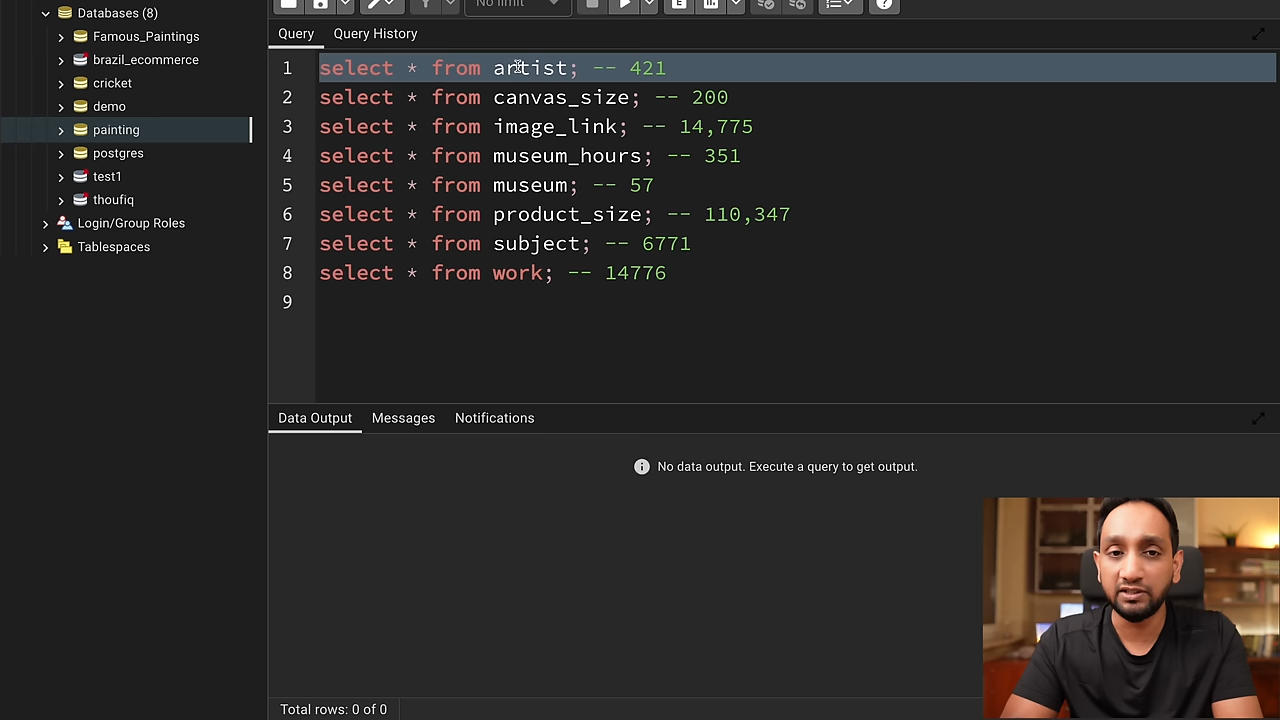 Databases (8)
Famous_Paintings
brazil_ecommerce
cricket
demo
painting
postgres
test1
thoufiq
Login/Group Roles
Tablespaces
No limit
E
Query
Query History
1 select * from artist; -- 421
2 select * from canvas_size; -- 200
3 select * from image_link; -- 14,775
4 select * from museum_hours; -- 351
5 select * from museum; -- 57
6 select * from product_size; -- 110,347
7 select * from subject; -- 6771
8 select * from work; -- 14776
9
Data Output
Messages
Notifications
No data output. Execute a query to get output.
Total rows: 0 of 0